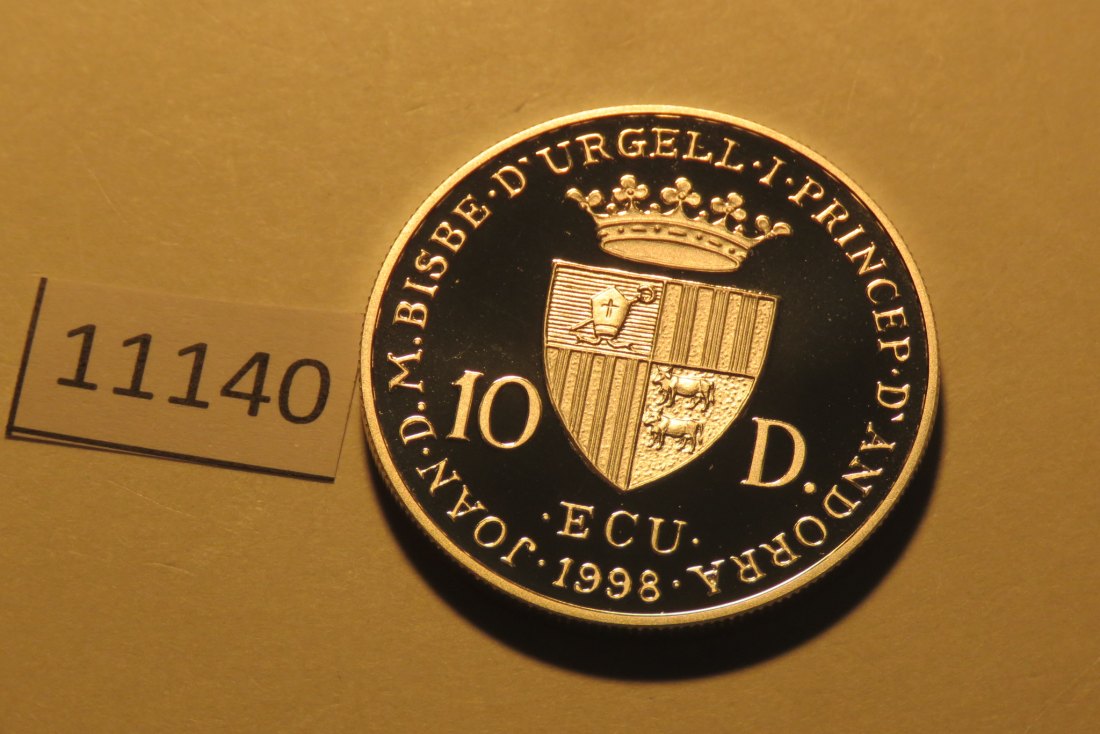 11140
JOAN · D. M. BISBE · D'URGELL · I · PRINCEP · D'ANDORRA
10 D.
· ECU ·
· 1998 ·